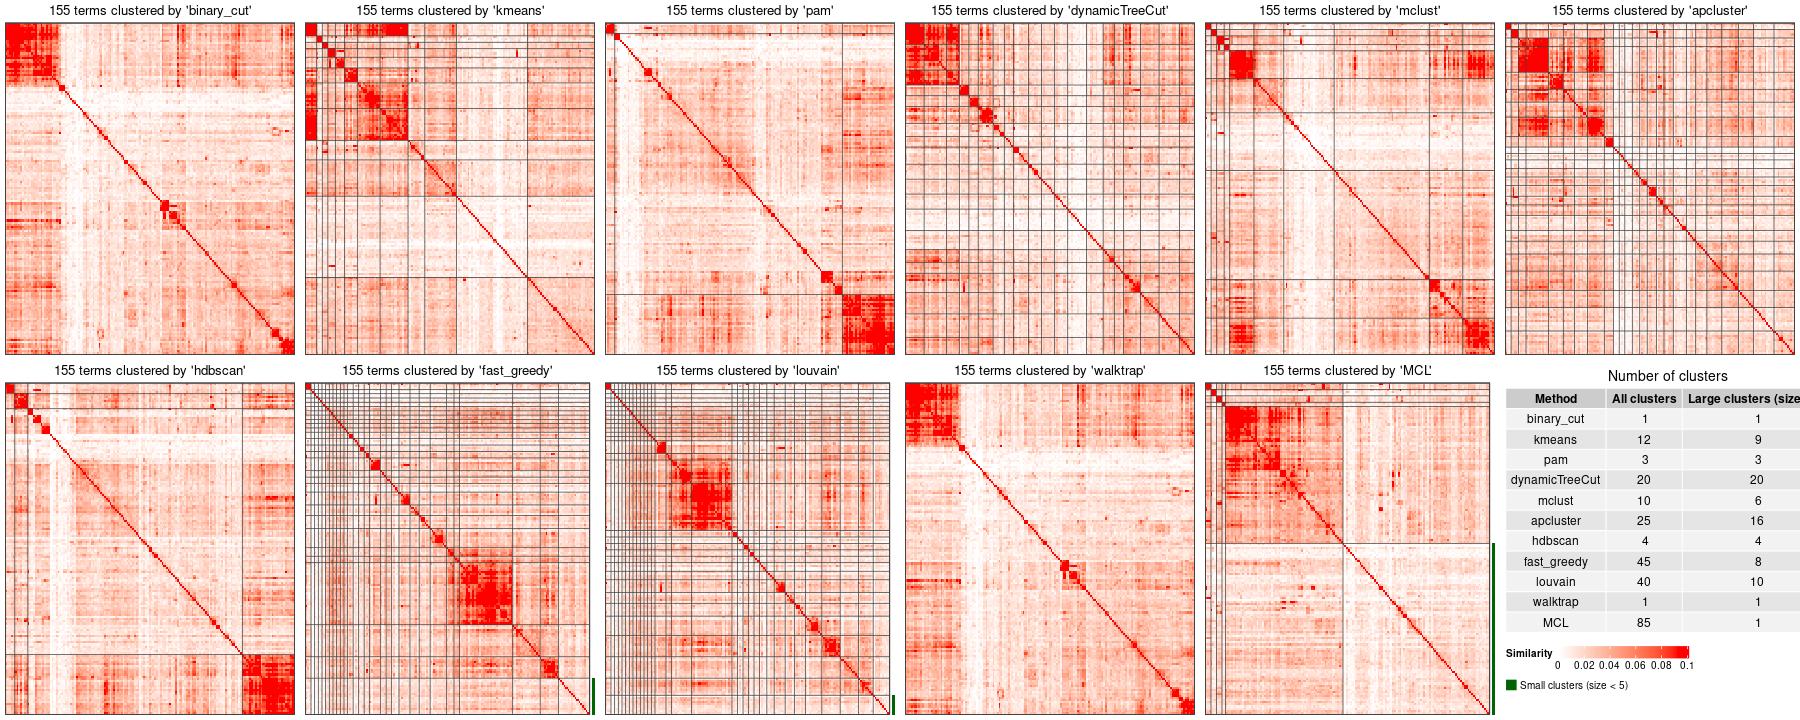 155 terms clustered by 'binary_cut'
155 terms clustered by 'kmeans'
155 terms clustered by 'pam'
155 terms clustered by 'dynamicTreeCut'
155 terms clustered by 'mclust'
155 terms clustered by 'apcluster'
155 terms clustered by 'hdbscan'
155 terms clustered by 'fast_greedy'
155 terms clustered by 'louvain'
155 terms clustered by 'walktrap'
155 terms clustered by 'MCL'
Number of clusters
Method All clusters Large clusters (size
binary_cut 1 1
kmeans 12 9
pam 3 3
dynamicTreeCut 20 20
mclust 10 6
apcluster 25 16
hdbscan 4 4
fast_greedy 45 8
louvain 40 10
walktrap 1 1
MCL 85 1
Similarity
0 0.02 0.04 0.06 0.08 0.1
Small clusters (size < 5)